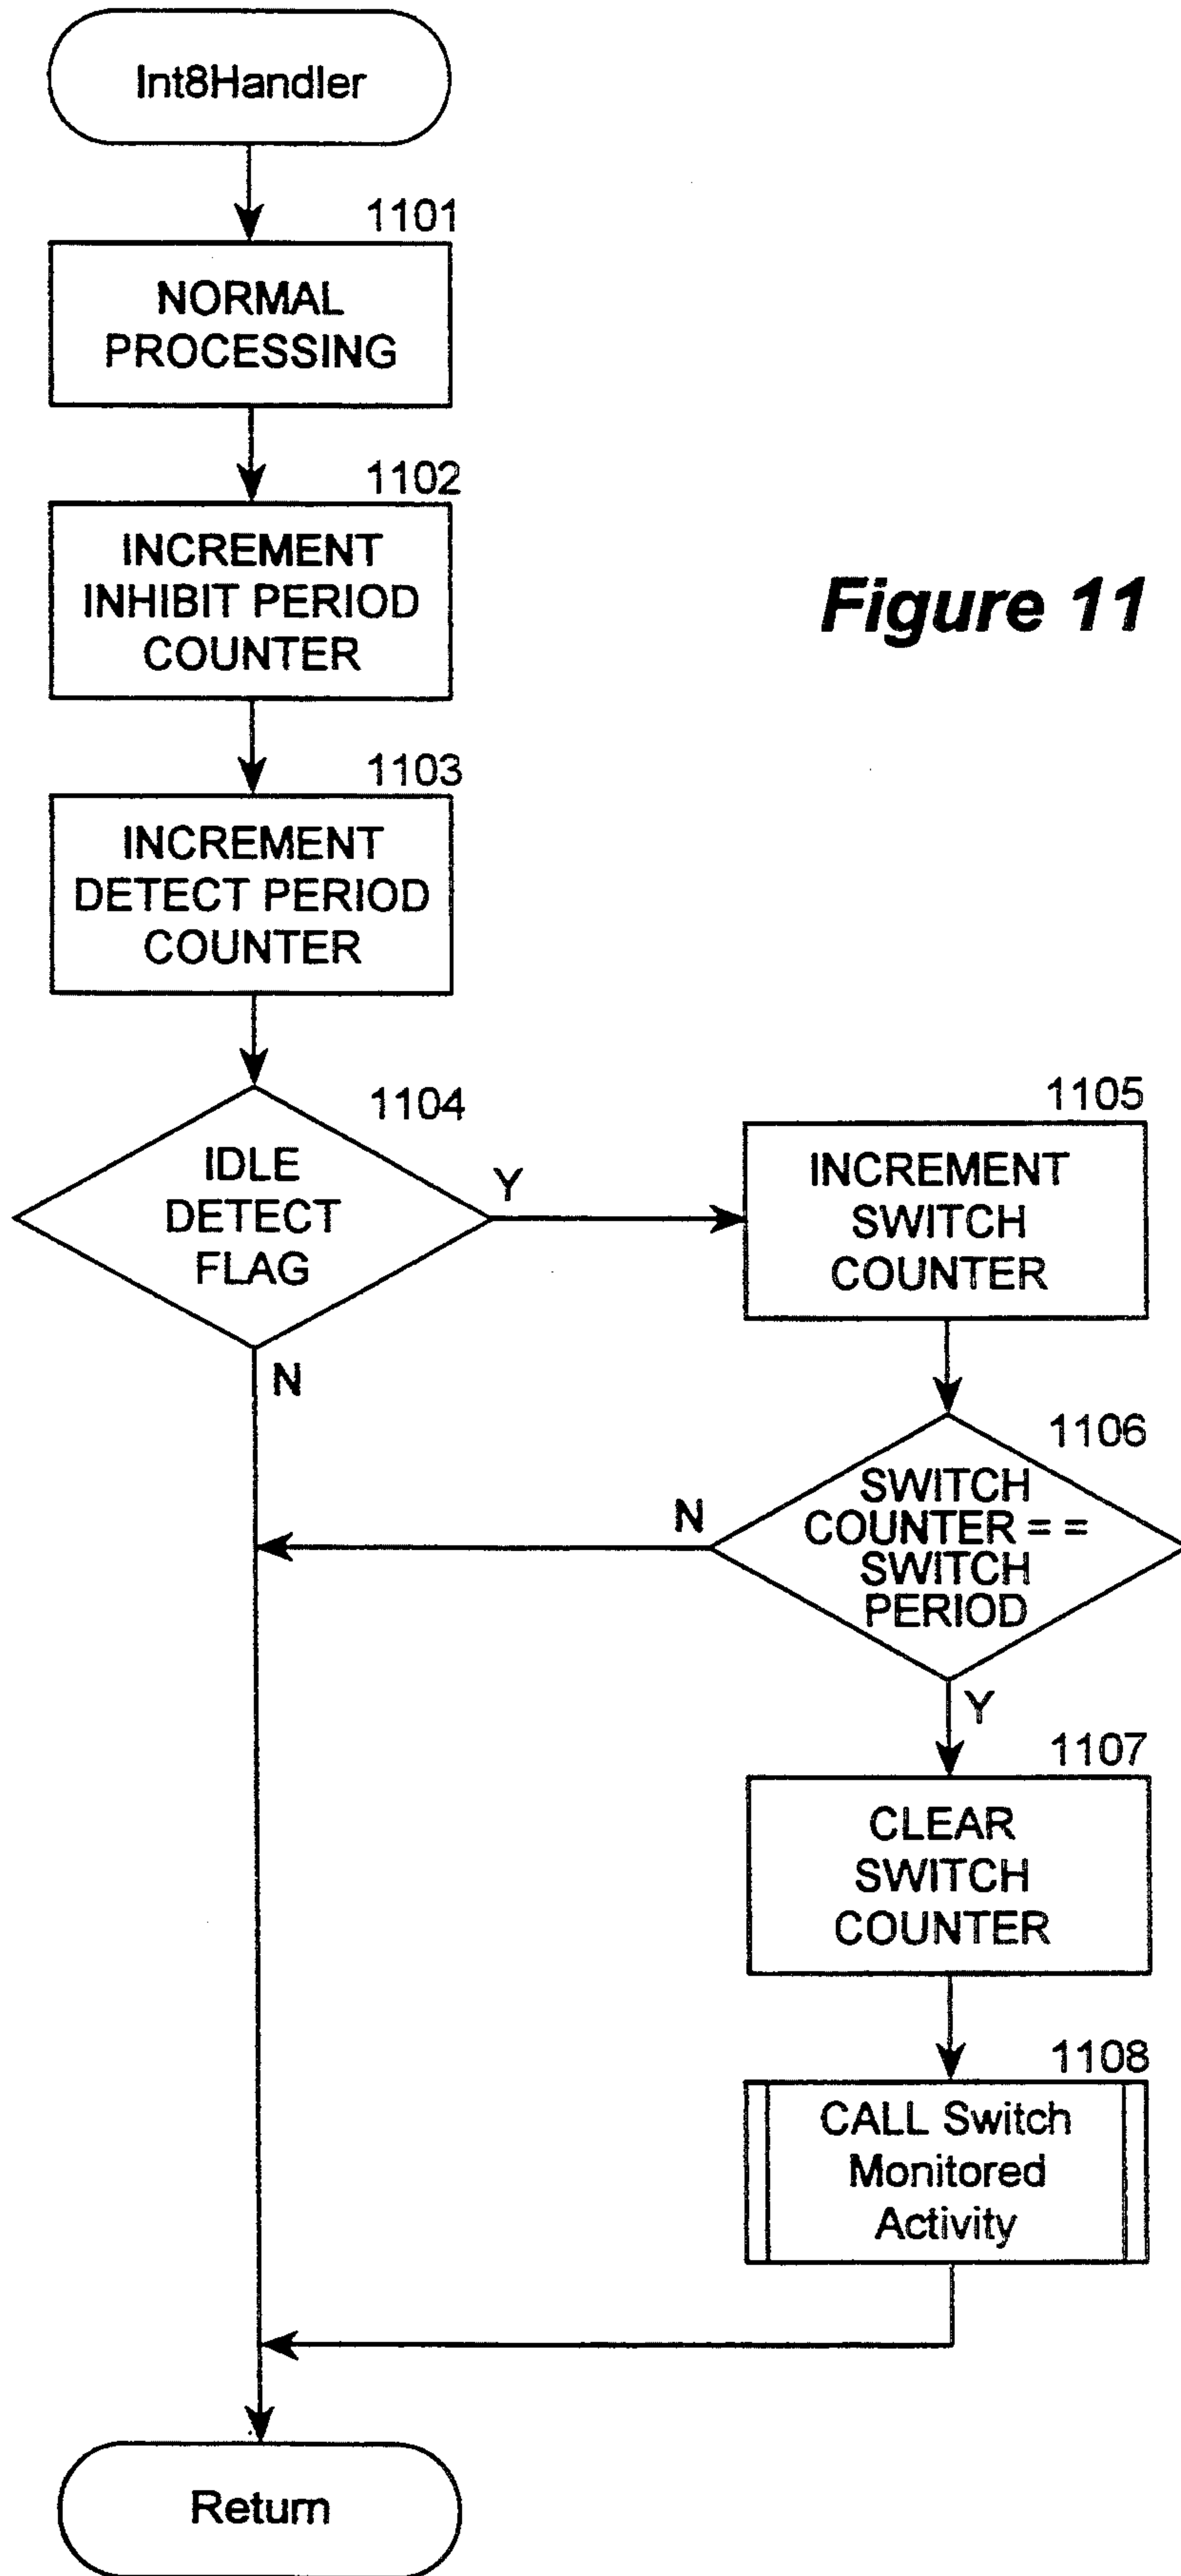 Int8Handler
1101
NORMAL
PROCESSING
1102
INCREMENT
INHIBIT PERIOD
COUNTER
Figure 11
1103
INCREMENT
DETECT PERIOD
COUNTER
1104
IDLE
DETECT
FLAG
Y
N
1105
INCREMENT
SWITCH
COUNTER
1106
SWITCH
COUNTER = =
SWITCH
PERIOD
N
Y
1107
CLEAR
SWITCH
COUNTER
1108
CALL Switch
Monitored
Activity
Return